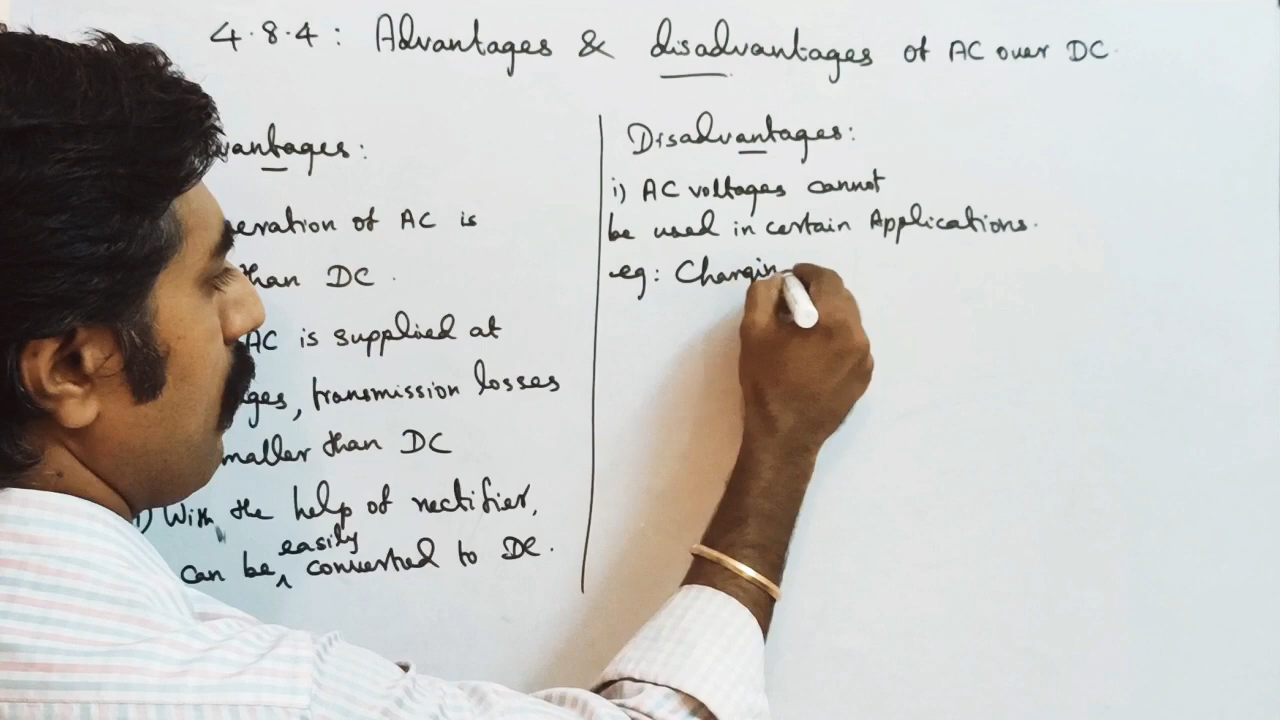 4.8.4: Advantages & disadvantages of AC over DC.
vantages:
eration of AC is
than DC.
AC is supplied at
ges, transmission losses
maller than DC
i) With the help of rectifier,
can be ^ easily converted to DC.
Disadvantages:
i) AC voltages cannot
be used in certain Applications.
eg: Chargin